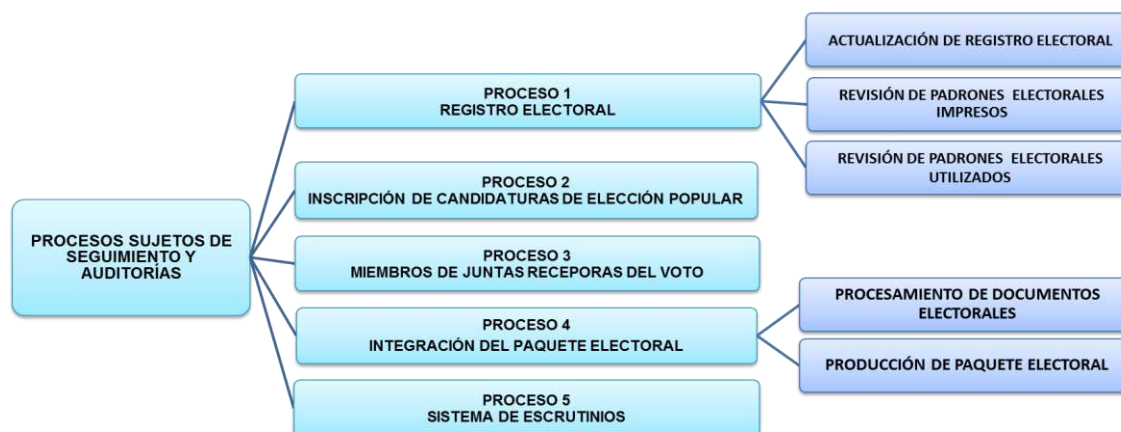 PROCESOS SUJETOS DE
SEGUIMIENTO Y
AUDITORÍAS
PROCESO 1
REGISTRO ELECTORAL
ACTUALIZACIÓN DE REGISTRO ELECTORAL
REVISIÓN DE PADRONES ELECTORALES
IMPRESOS
REVISIÓN DE PADRONES ELECTORALES
UTILIZADOS
PROCESO 2
INSCRIPCIÓN DE CANDIDATURAS DE ELECCIÓN POPULAR
PROCESO 3
MIEMBROS DE JUNTAS RECEPORAS DEL VOTO
PROCESO 4
INTEGRACIÓN DEL PAQUETE ELECTORAL
PROCESAMIENTO DE DOCUMENTOS
ELECTORALES
PRODUCCIÓN DE PAQUETE ELECTORAL
PROCESO 5
SISTEMA DE ESCRUTINIOS